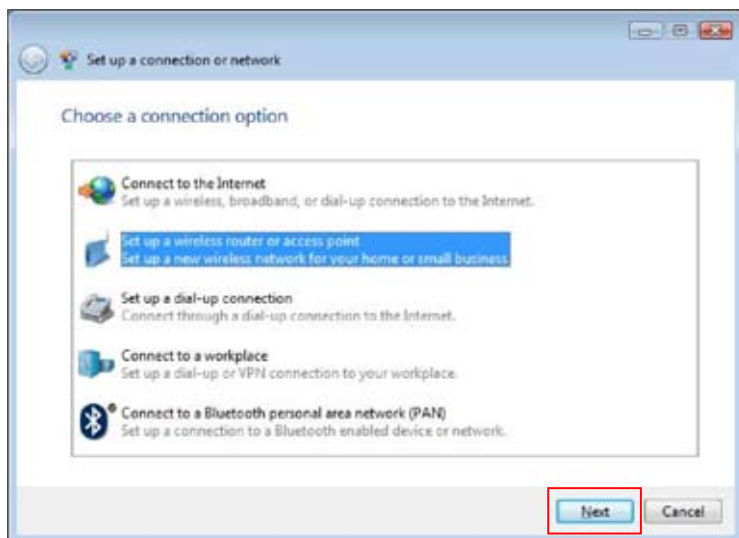 Set up a connection or network
Choose a connection option
Connect to the Internet
Set up a wireless, broadband, or dial-up connection to the Internet.
Set up a wireless router or access point
Set up a new wireless network for your home or small business
Set up a dial-up connection
Connect through a dial-up connection to the Internet.
Connect to a workplace
Set up a dial-up or VPN connection to your workplace.
Connect to a Bluetooth personal area network (PAN)
Set up a connection to a Bluetooth enabled device or network.
Next Cancel